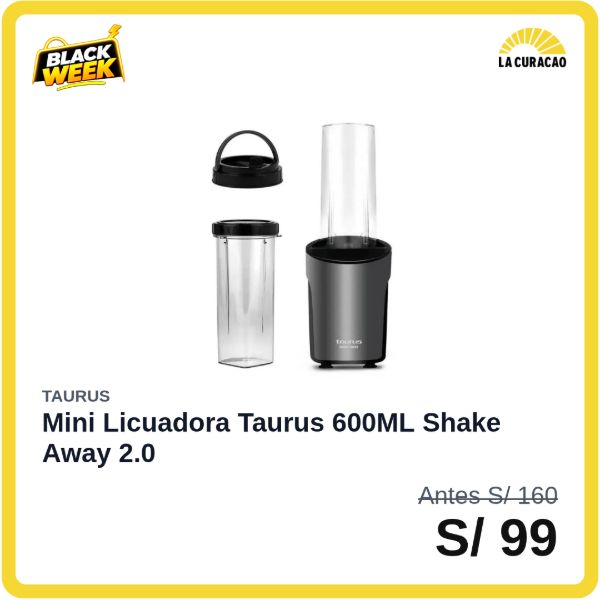 BLACK
WEEK
LA CURACAO
taurus
TAURUS
Mini Licuadora Taurus 600ML Shake
Away 2.0
Antes S/ 160
S/ 99